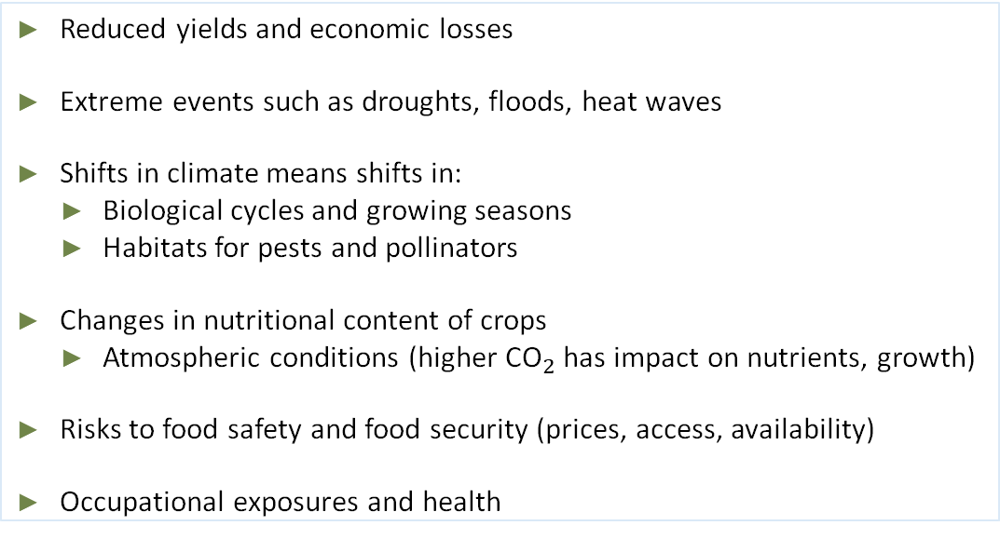 ► Reduced yields and economic losses
► Extreme events such as droughts, floods, heat waves
► Shifts in climate means shifts in:
► Biological cycles and growing seasons
► Habitats for pests and pollinators
► Changes in nutritional content of crops
► Atmospheric conditions (higher CO₂ has impact on nutrients, growth)
► Risks to food safety and food security (prices, access, availability)
► Occupational exposures and health